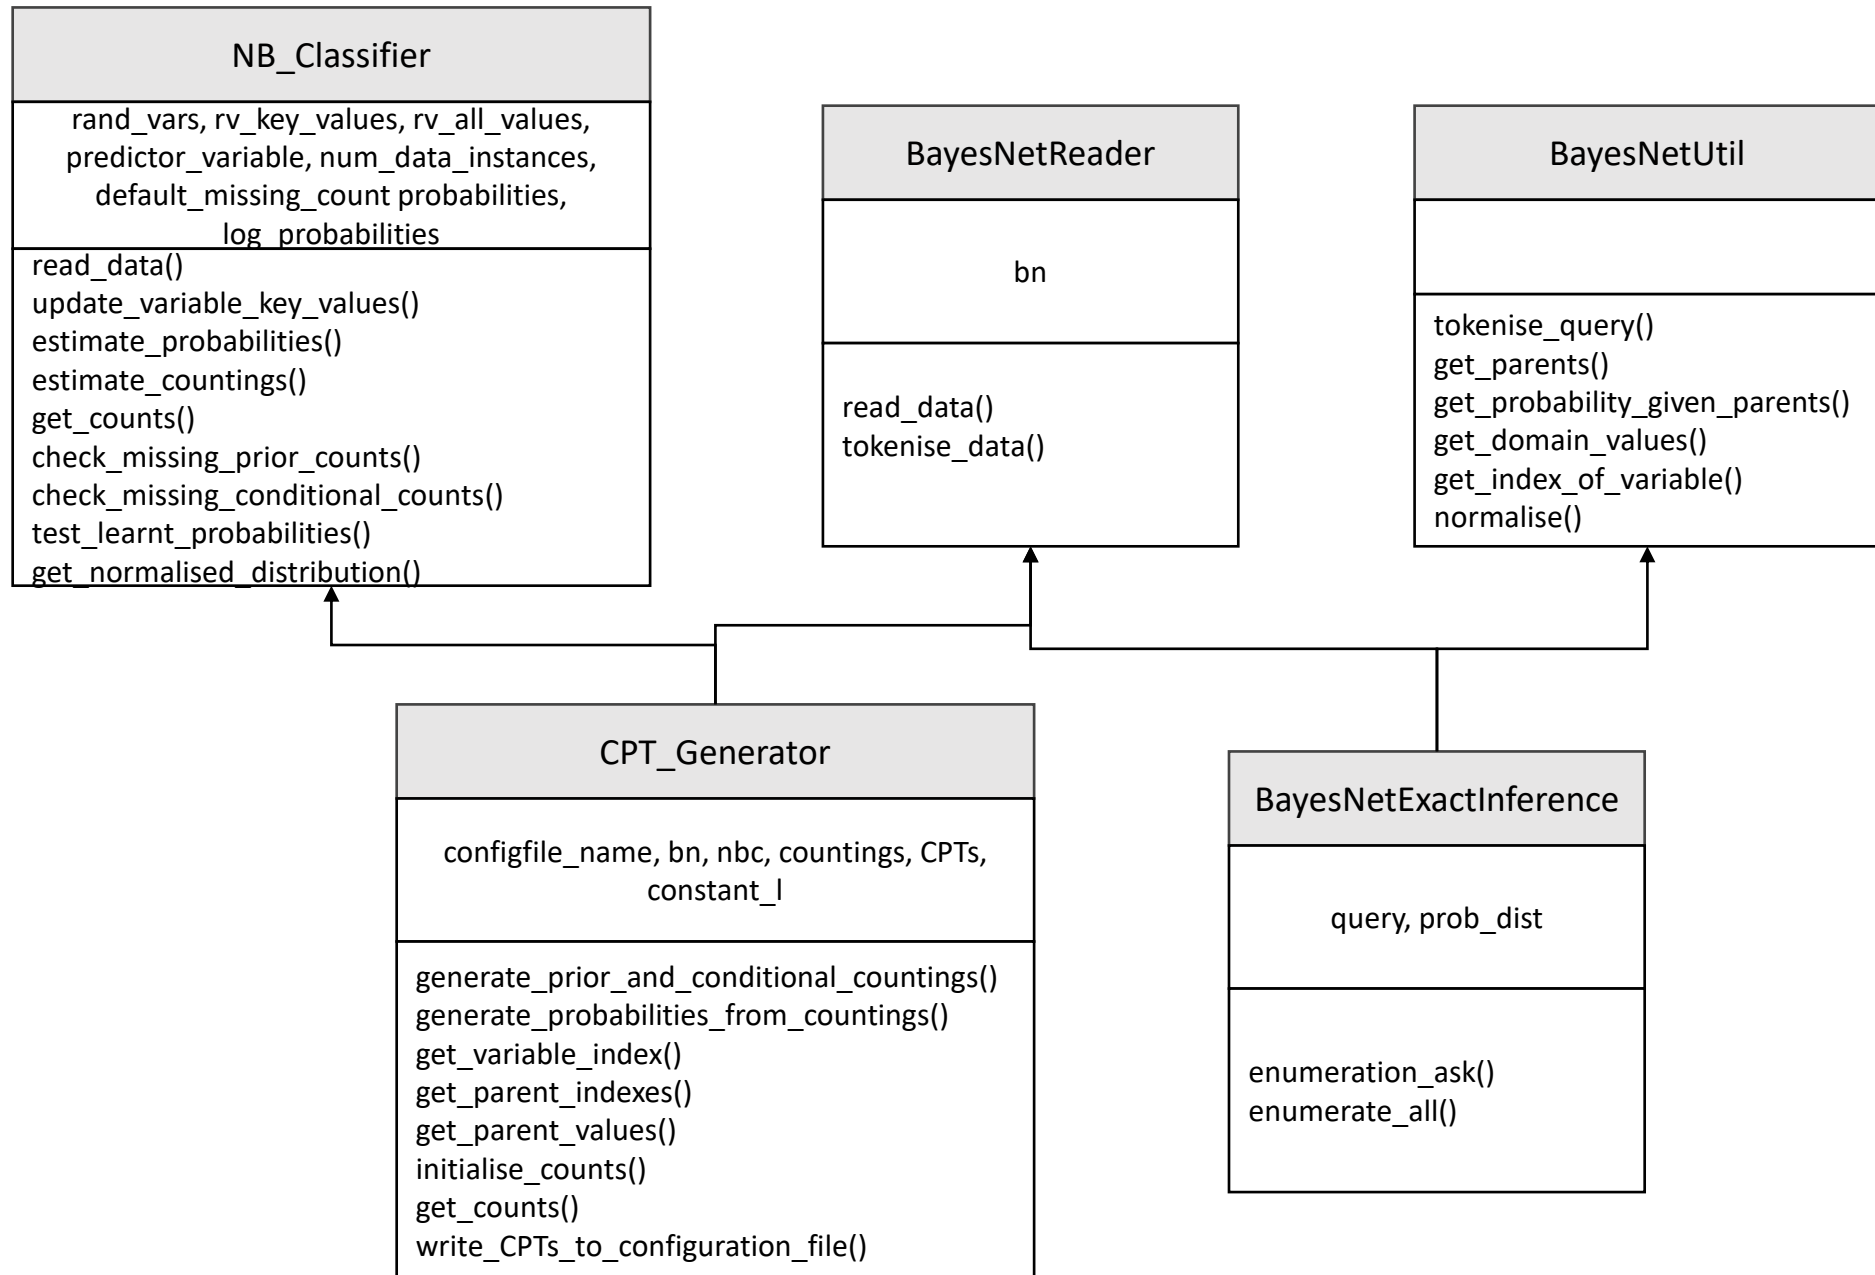 NB_Classifier
rand_vars, rv_key_values, rv_all_values,
predictor_variable, num_data_instances,
default_missing_count probabilities,
log_probabilities
read_data()
update_variable_key_values()
estimate_probabilities()
estimate_countings()
get_counts()
check_missing_prior_counts()
check_missing_conditional_counts()
test_learnt_probabilities()
get_normalised_distribution()
BayesNetReader
bn
read_data()
tokenise_data()
BayesNetUtil
tokenise_query()
get_parents()
get_probability_given_parents()
get_domain_values()
get_index_of_variable()
normalise()
CPT_Generator
configfile_name, bn, nbc, countings, CPTs,
constant_l
generate_prior_and_conditional_countings()
generate_probabilities_from_countings()
get_variable_index()
get_parent_indexes()
get_parent_values()
initialise_counts()
get_counts()
write_CPTs_to_configuration_file()
BayesNetExactInference
query, prob_dist
enumeration_ask()
enumerate_all()